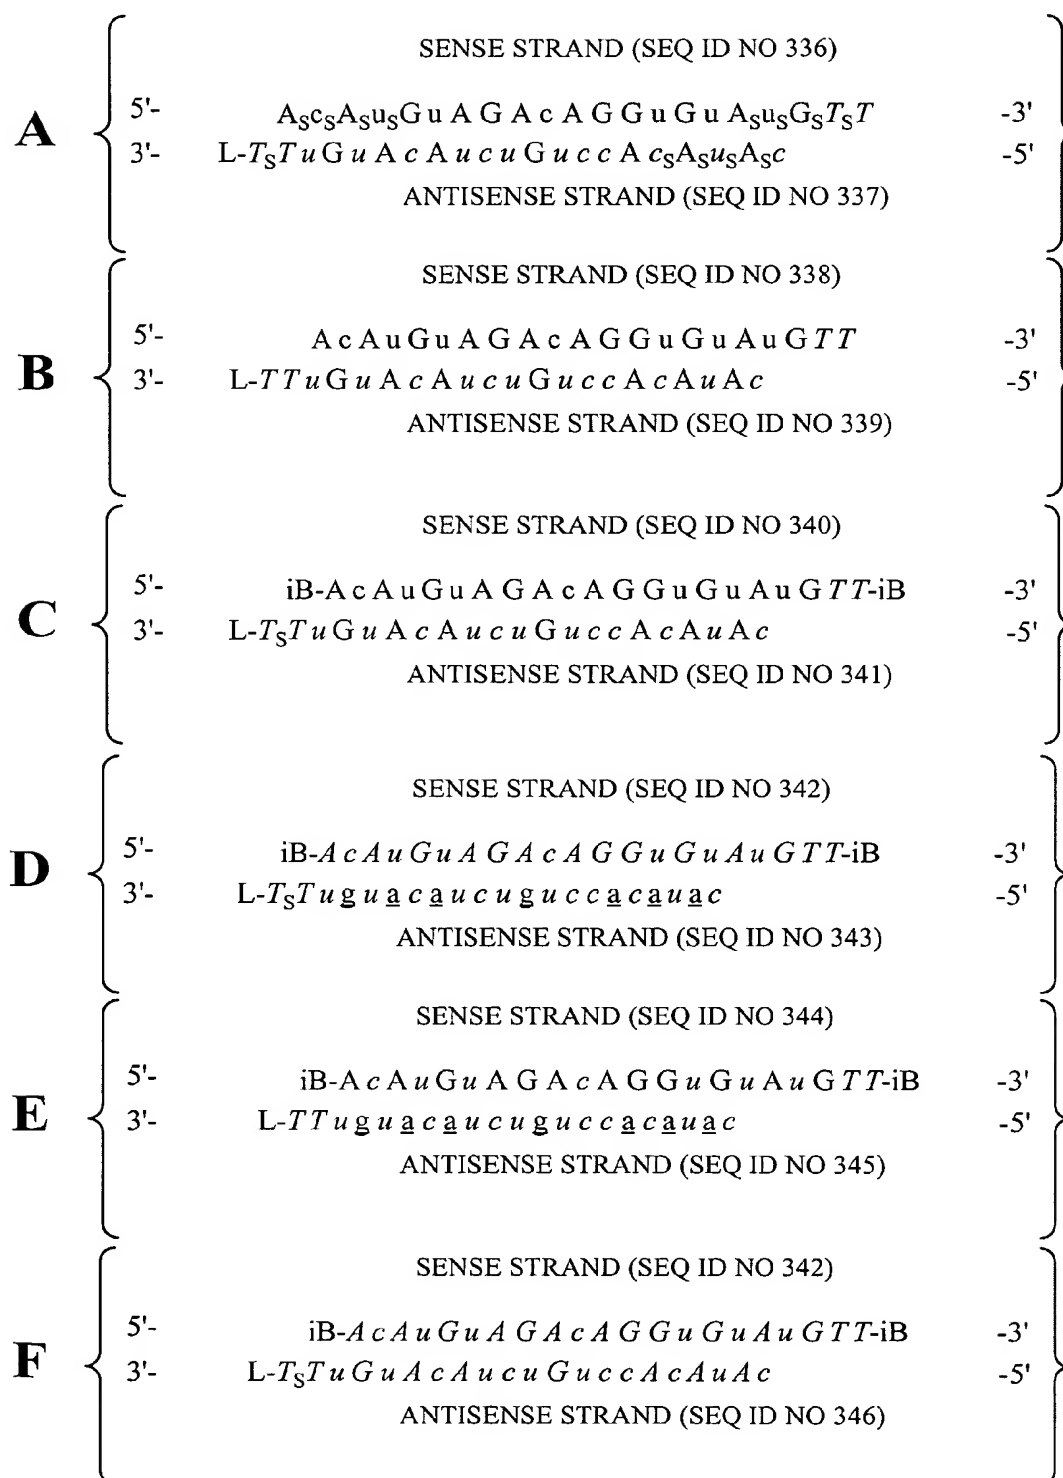 A
SENSE STRAND (SEQ ID NO 336)
5'- AscsAsusGuAGAcAGGuGuAsusGsTsT -3'
3'- L-TsTuGuAcAucuGuccAcsAsusAsc -5'
ANTISENSE STRAND (SEQ ID NO 337)
B
SENSE STRAND (SEQ ID NO 338)
5'- AcAuGuAGAcAGGuGuAuGTT -3'
3'- L-TTuGuAcAucuGuccAcAuAc -5'
ANTISENSE STRAND (SEQ ID NO 339)
C
SENSE STRAND (SEQ ID NO 340)
5'- iB-AcAuGuAGAcAGGuGuAuGTT-iB -3'
3'- L-TsTuGuAcAucuGuccAcAuAc -5'
ANTISENSE STRAND (SEQ ID NO 341)
D
SENSE STRAND (SEQ ID NO 342)
5'- iB-AcAuGuAGAcAGGuGuAuGTT-iB -3'
3'- L-TsTuguacaucuguccacauac -5'
ANTISENSE STRAND (SEQ ID NO 343)
E
SENSE STRAND (SEQ ID NO 344)
5'- iB-AcAuGuAGAcAGGuGuAuGTT-iB -3'
3'- L-TTuguacaucuguccacauac -5'
ANTISENSE STRAND (SEQ ID NO 345)
F
SENSE STRAND (SEQ ID NO 342)
5'- iB-AcAuGuAGAcAGGuGuAuGTT-iB -3'
3'- L-TsTuGuAcAucuGuccAcAuAc -5'
ANTISENSE STRAND (SEQ ID NO 346)